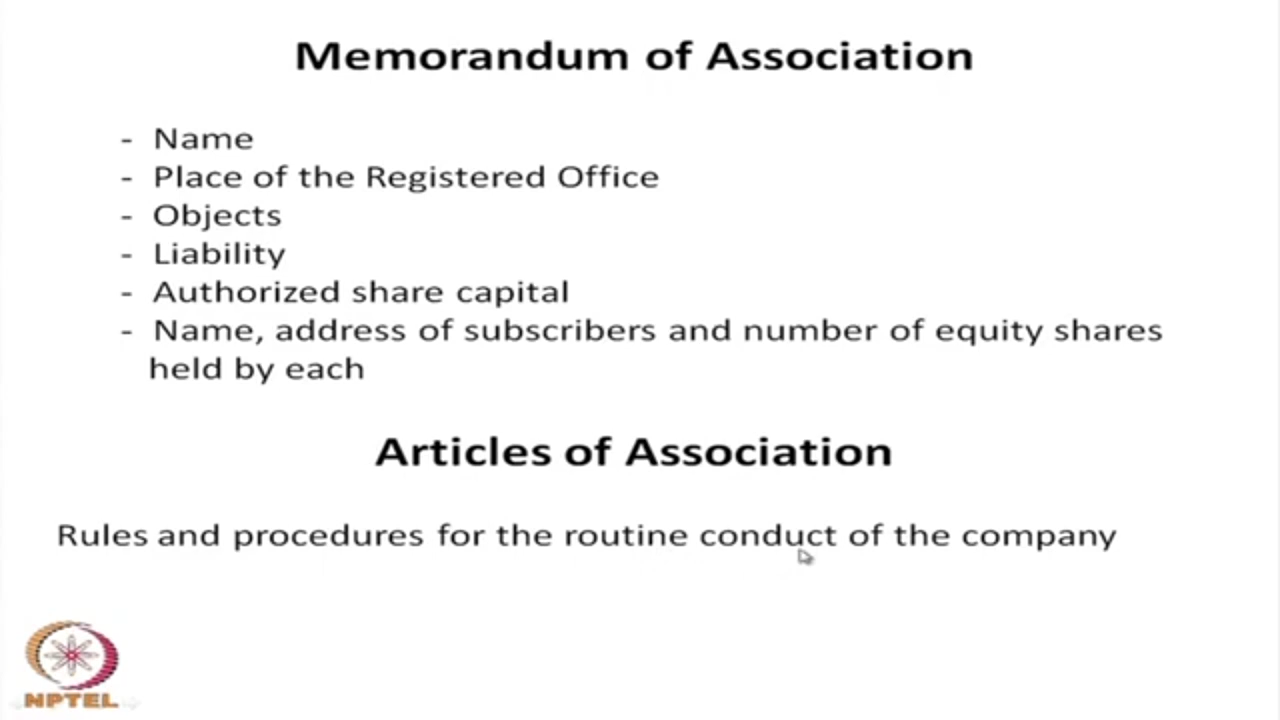 Memorandum of Association
- Name
- Place of the Registered Office
- Objects
- Liability
- Authorized share capital
- Name, address of subscribers and number of equity shares
held by each
Articles of Association
Rules and procedures for the routine conduct of the company
NPTEL